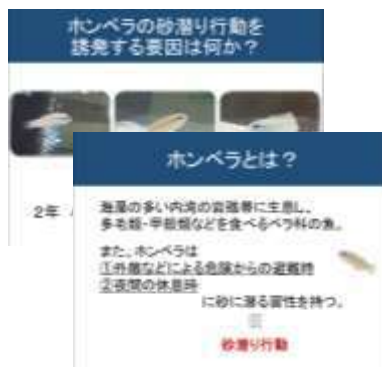 ホンベラの砂潜り行動を
誘発する要因は何か？
2年
ホンベラとは？
海藻の多い内湾の岩礁帯に生息し、
多毛類・甲殻類などを食べるベラ科の魚。
また、ホンベラは
①外敵などによる危険からの避難時
②夜間の休息時
に砂に潜る習性を持つ。
砂潜り行動